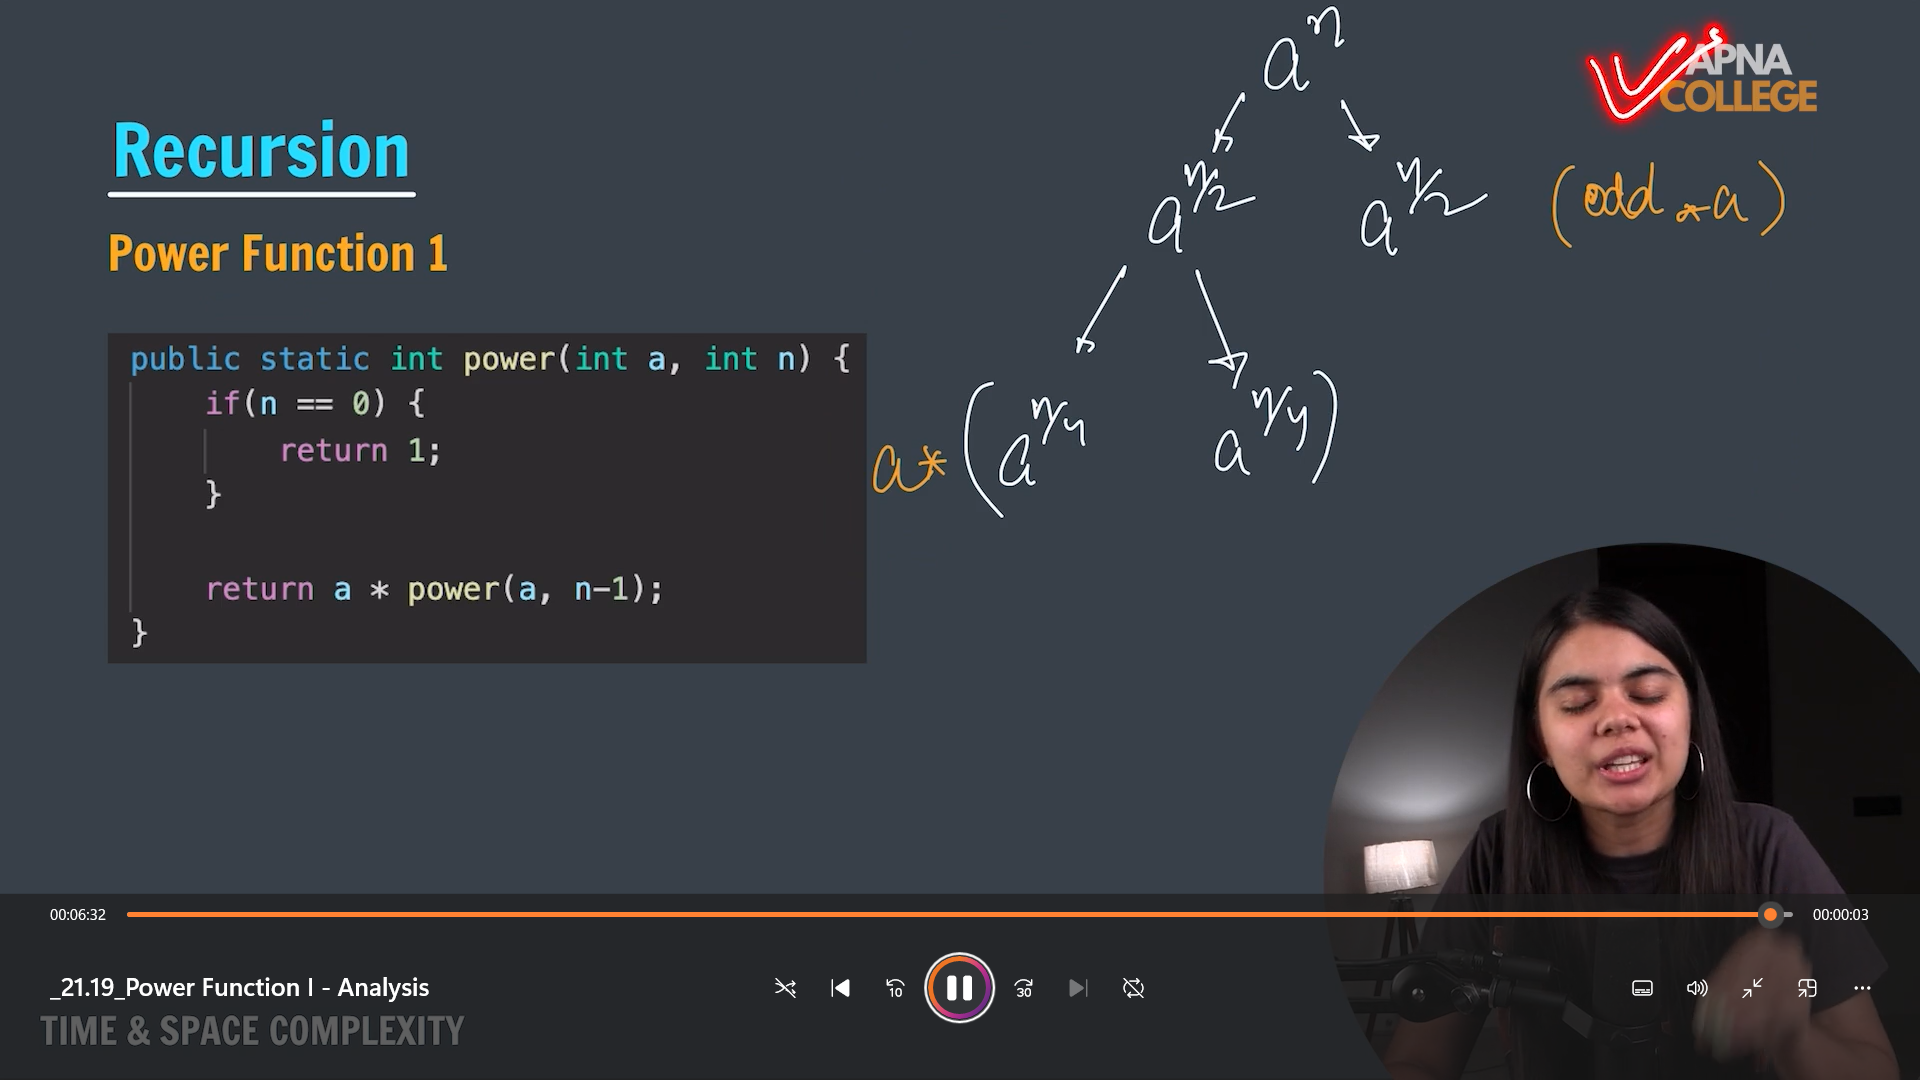 aⁿ
APNA
COLLEGE
Recursion
a^n/2 a^n/2 (odd * a)
Power Function 1
public static int power(int a, int n) {
if(n == 0) {
return 1;
}
return a * power(a, n-1);
}
a* (a^n/4 a^n/4)
00:06:32
00:00:03
_21.19_Power Function I - Analysis
10
30
TIME & SPACE COMPLEXITY